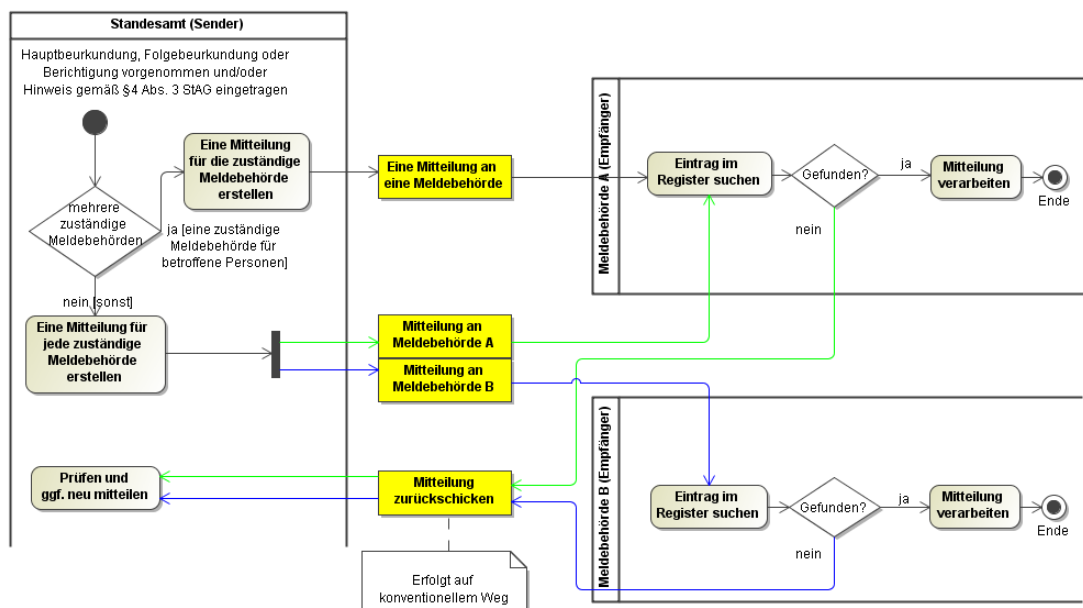 Standesamt (Sender)
Hauptbeurkundung, Folgebeurkundung oder
Berichtigung vorgenommen und/oder
Hinweis gemäß §4 Abs. 3 StAG eingetragen
Eine Mitteilung
für die zuständige
Meldebehörde
erstellen
mehrere
zuständige
Meldebehörden
ja [eine zuständige
Meldebehörde für
betroffene Personen]
nein [sonst]
Eine Mitteilung für
jede zuständige
Meldebehörde
erstellen
Prüfen und
ggf. neu mitteilen
Eine Mitteilung an
eine Meldebehörde
Mitteilung an
Meldebehörde A
Mitteilung an
Meldebehörde B
Mitteilung
zurückschicken
Erfolgt auf
konventionellem Weg
Meldebehörde A (Empfänger)
Eintrag im
Register suchen
Gefunden?
ja
nein
Mitteilung
verarbeiten
Ende
Meldebehörde B (Empfänger)
Eintrag im
Register suchen
Gefunden?
ja
nein
Mitteilung
verarbeiten
Ende